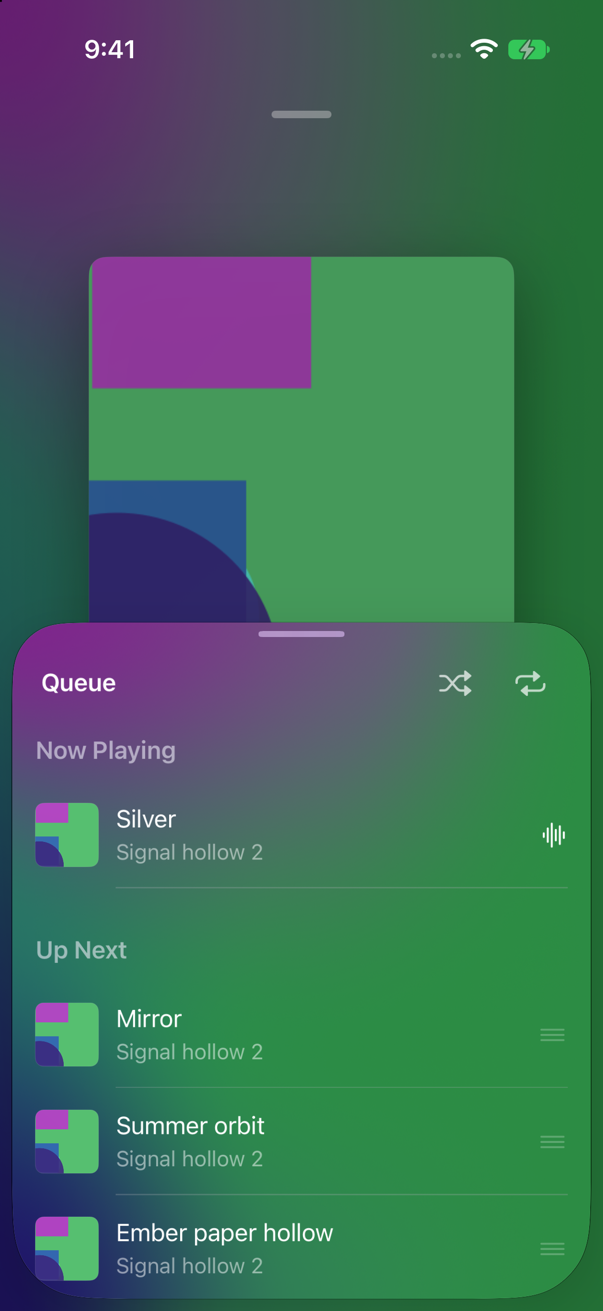 9:41
Queue
Now Playing
Silver
Signal hollow 2
Up Next
Mirror
Signal hollow 2
Summer orbit
Signal hollow 2
Ember paper hollow
Signal hollow 2